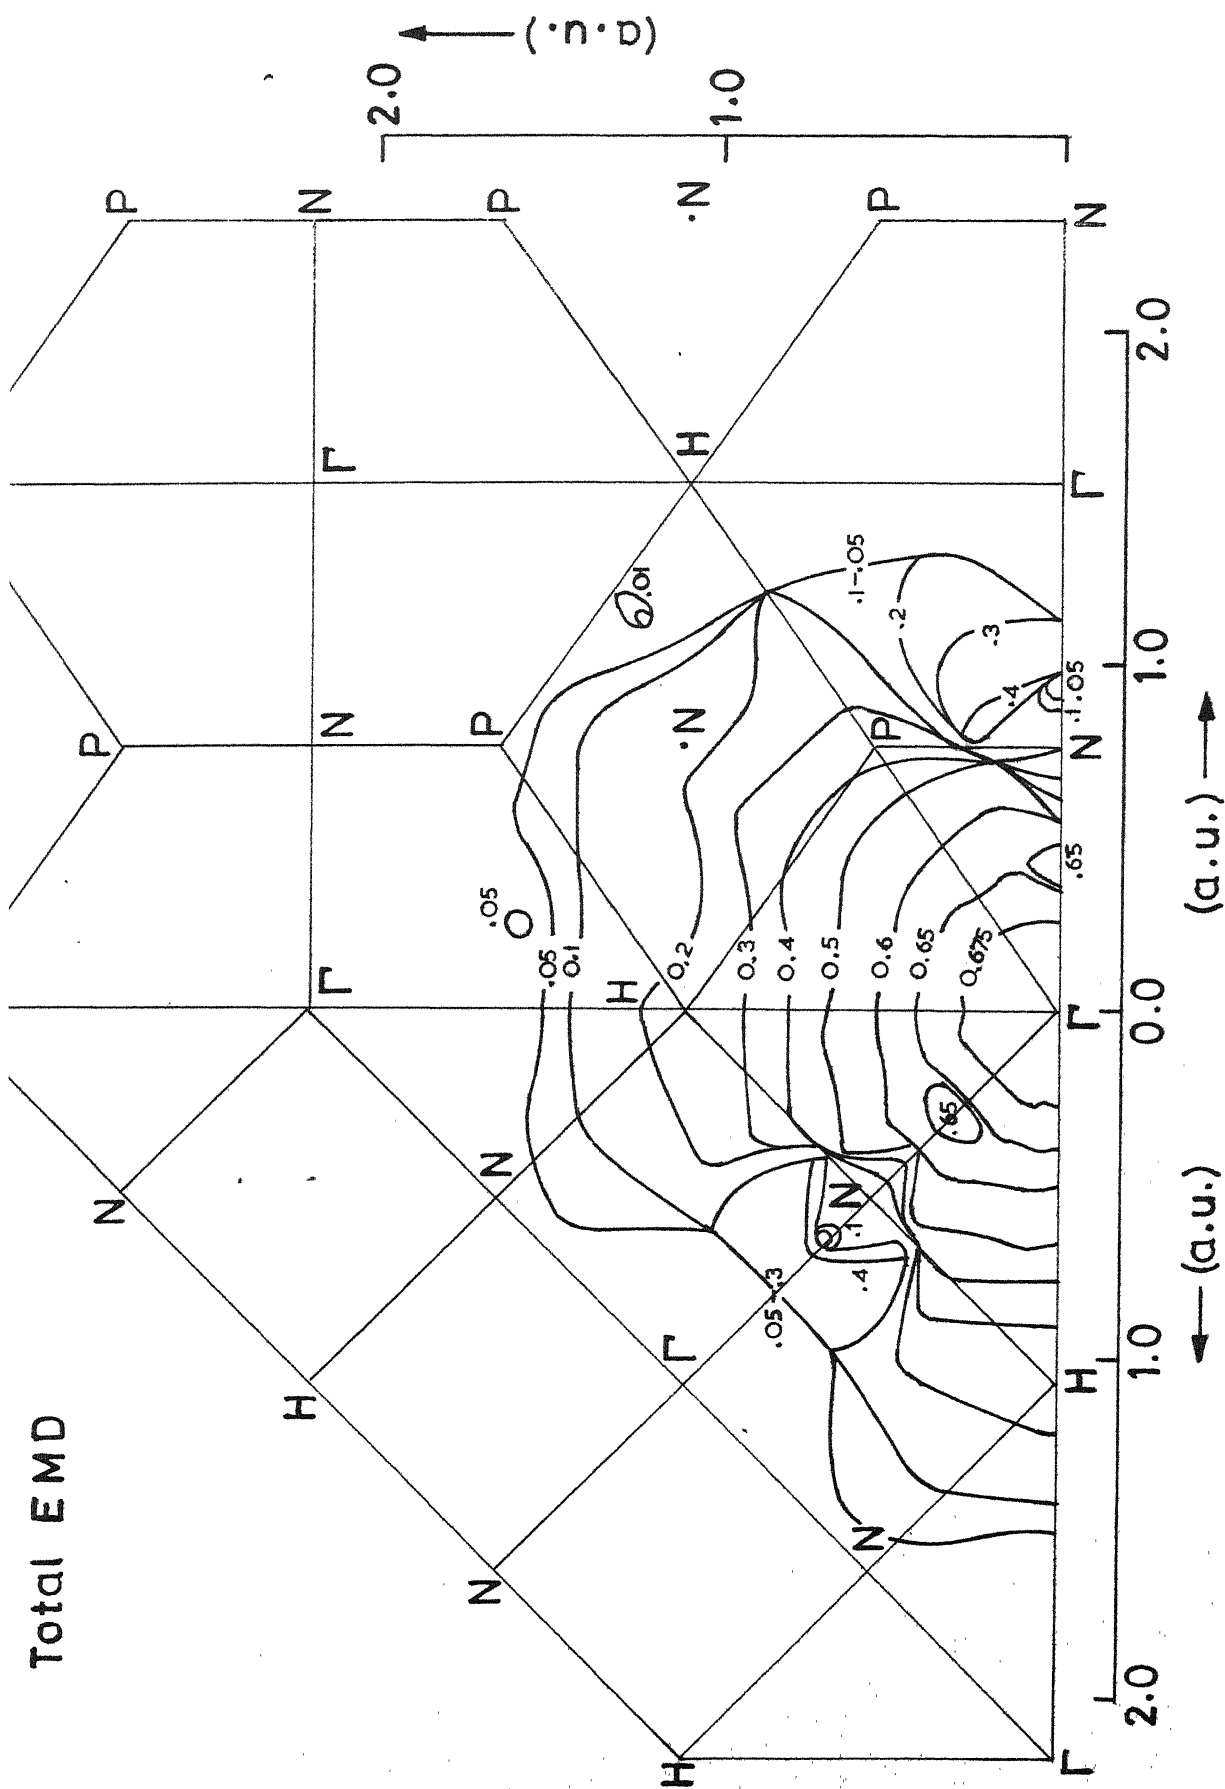 Total EMD
N P P
H Γ N N
2.0
N N P P
.05
.05
0.1
(a.u.)
H .01
H Γ 0.2 N H N
1.0
0.3
.05-.3
0.4
0.5
N .1-.05
.1
.4
N 0.6 P P
.2
0.65
.65
0.675
.3
.4
.65 .1 .05
Γ H Γ N Γ N
2.0 1.0 0.0 1.0 2.0
(a.u.) (a.u.)